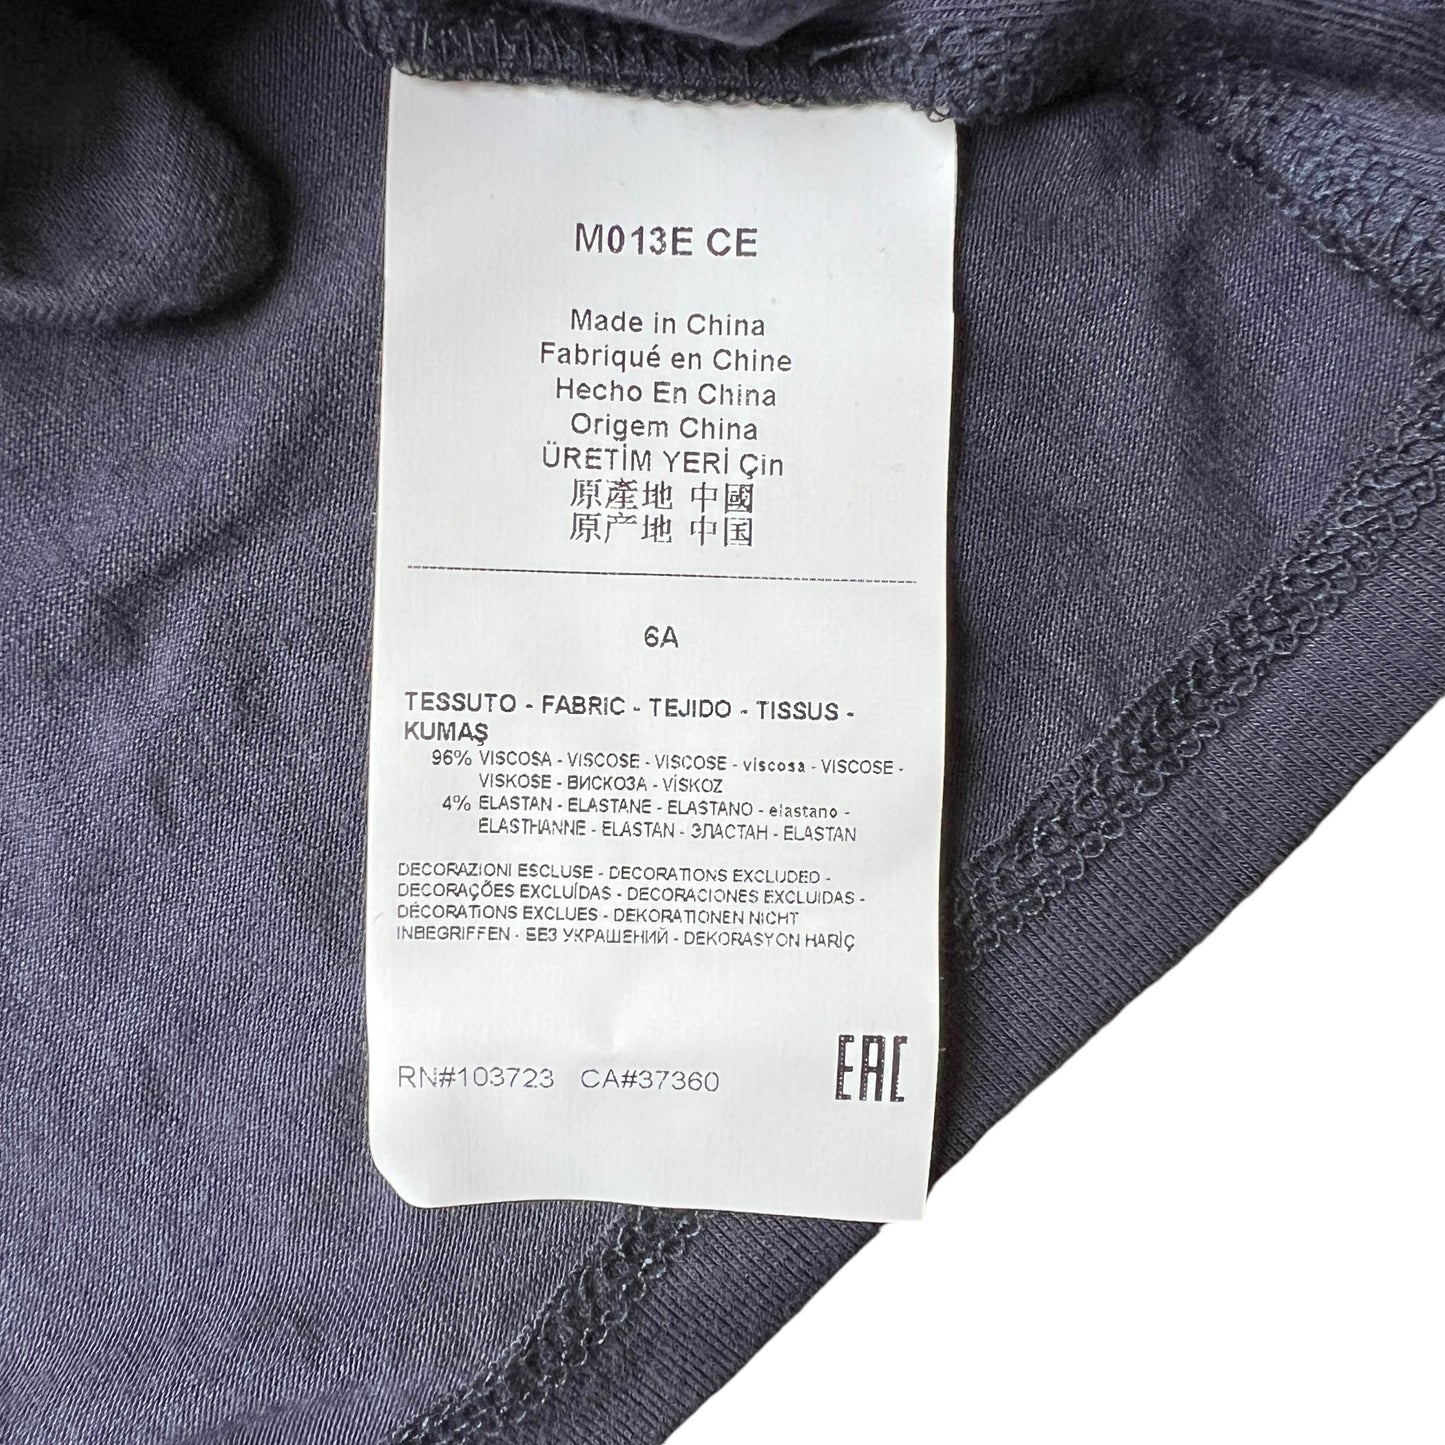 M013E CE
Made in China
Fabriqué en Chine
Hecho En China
Origem China
ÜRETİM YERİ Çin
原產地 中國
原产地 中国
6A
TESSUTO - FABRIC - TEJIDO - TISSUS -
KUMAŞ
96% VISCOSA - VISCOSE - VISCOSE - viscosa - VISCOSE -
VISKOSE - ВИСКОЗА - VİSKOZ
4% ELASTAN - ELASTANE - ELASTANO - elastano -
ELASTHANNE - ELASTAN - ЭЛАСТАН - ELASTAN
DECORAZIONI ESCLUSE - DECORATIONS EXCLUDED -
DECORAÇÕES EXCLUÍDAS - DECORACIONES EXCLUIDAS -
DÉCORATIONS EXCLUES - DEKORATIONEN NICHT
INBEGRIFFEN - БЕЗ УКРАШЕНИЙ - DEKORASYON HARİÇ
RN#103723 CA#37360
EAC